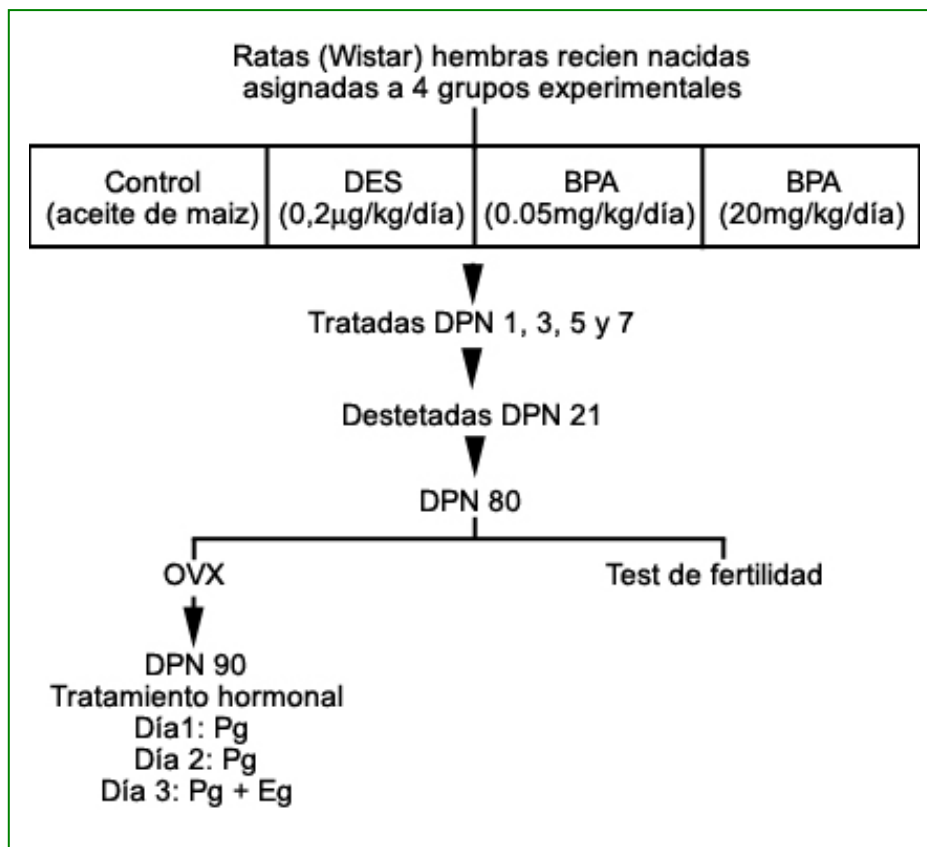 Ratas (Wistar) hembras recien nacidas
asignadas a 4 grupos experimentales
Control
(aceite de maiz)
DES
(0,2µg/kg/día)
BPA
(0.05mg/kg/día)
BPA
(20mg/kg/día)
Tratadas DPN 1, 3, 5 y 7
Destetadas DPN 21
DPN 80
OVX
Test de fertilidad
DPN 90
Tratamiento hormonal
Día1: Pg
Día 2: Pg
Día 3: Pg + Eg